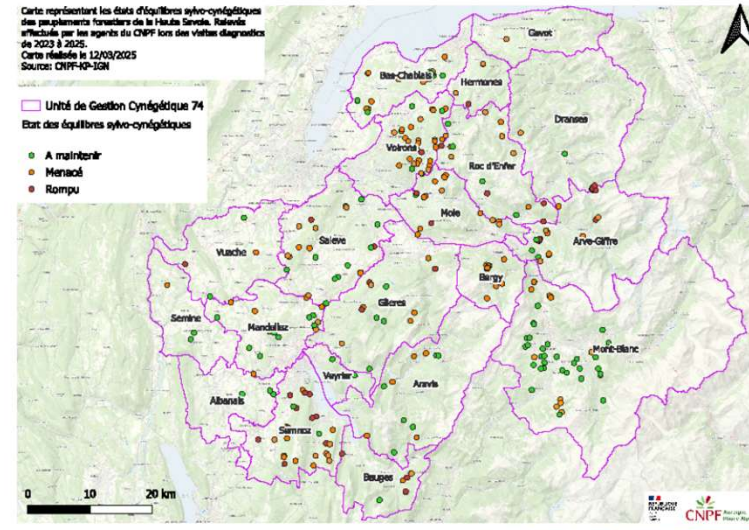 Carte représentant les états d'équilibres sylvo-cynégétiques
des peuplements forestiers de la Haute Savoie. Relevés
effectués par les agents du CNPF lors des visites diagnostics
de 2023 à 2025.
Carte réalisée le 12/03/2025
Source: CNPF-KP-IGN
Unité de Gestion Cynégétique 74
Etat des équilibres sylvo-cynégétiques
A maintenir
Menacé
Rompu
Gavot
Bas-Chablais
Hermones
Dranses
Voirons
Roc d'Enfer
Mole
Arve-Giffre
Vuache
Saleve
Bargy
Glieres
Semine
Mandallaz
Mont-Blanc
Veyrier
Aravis
Albanais
Semnoz
Bauges
0 10 20 km
RÉPUBLIQUE
FRANÇAISE
CNPF